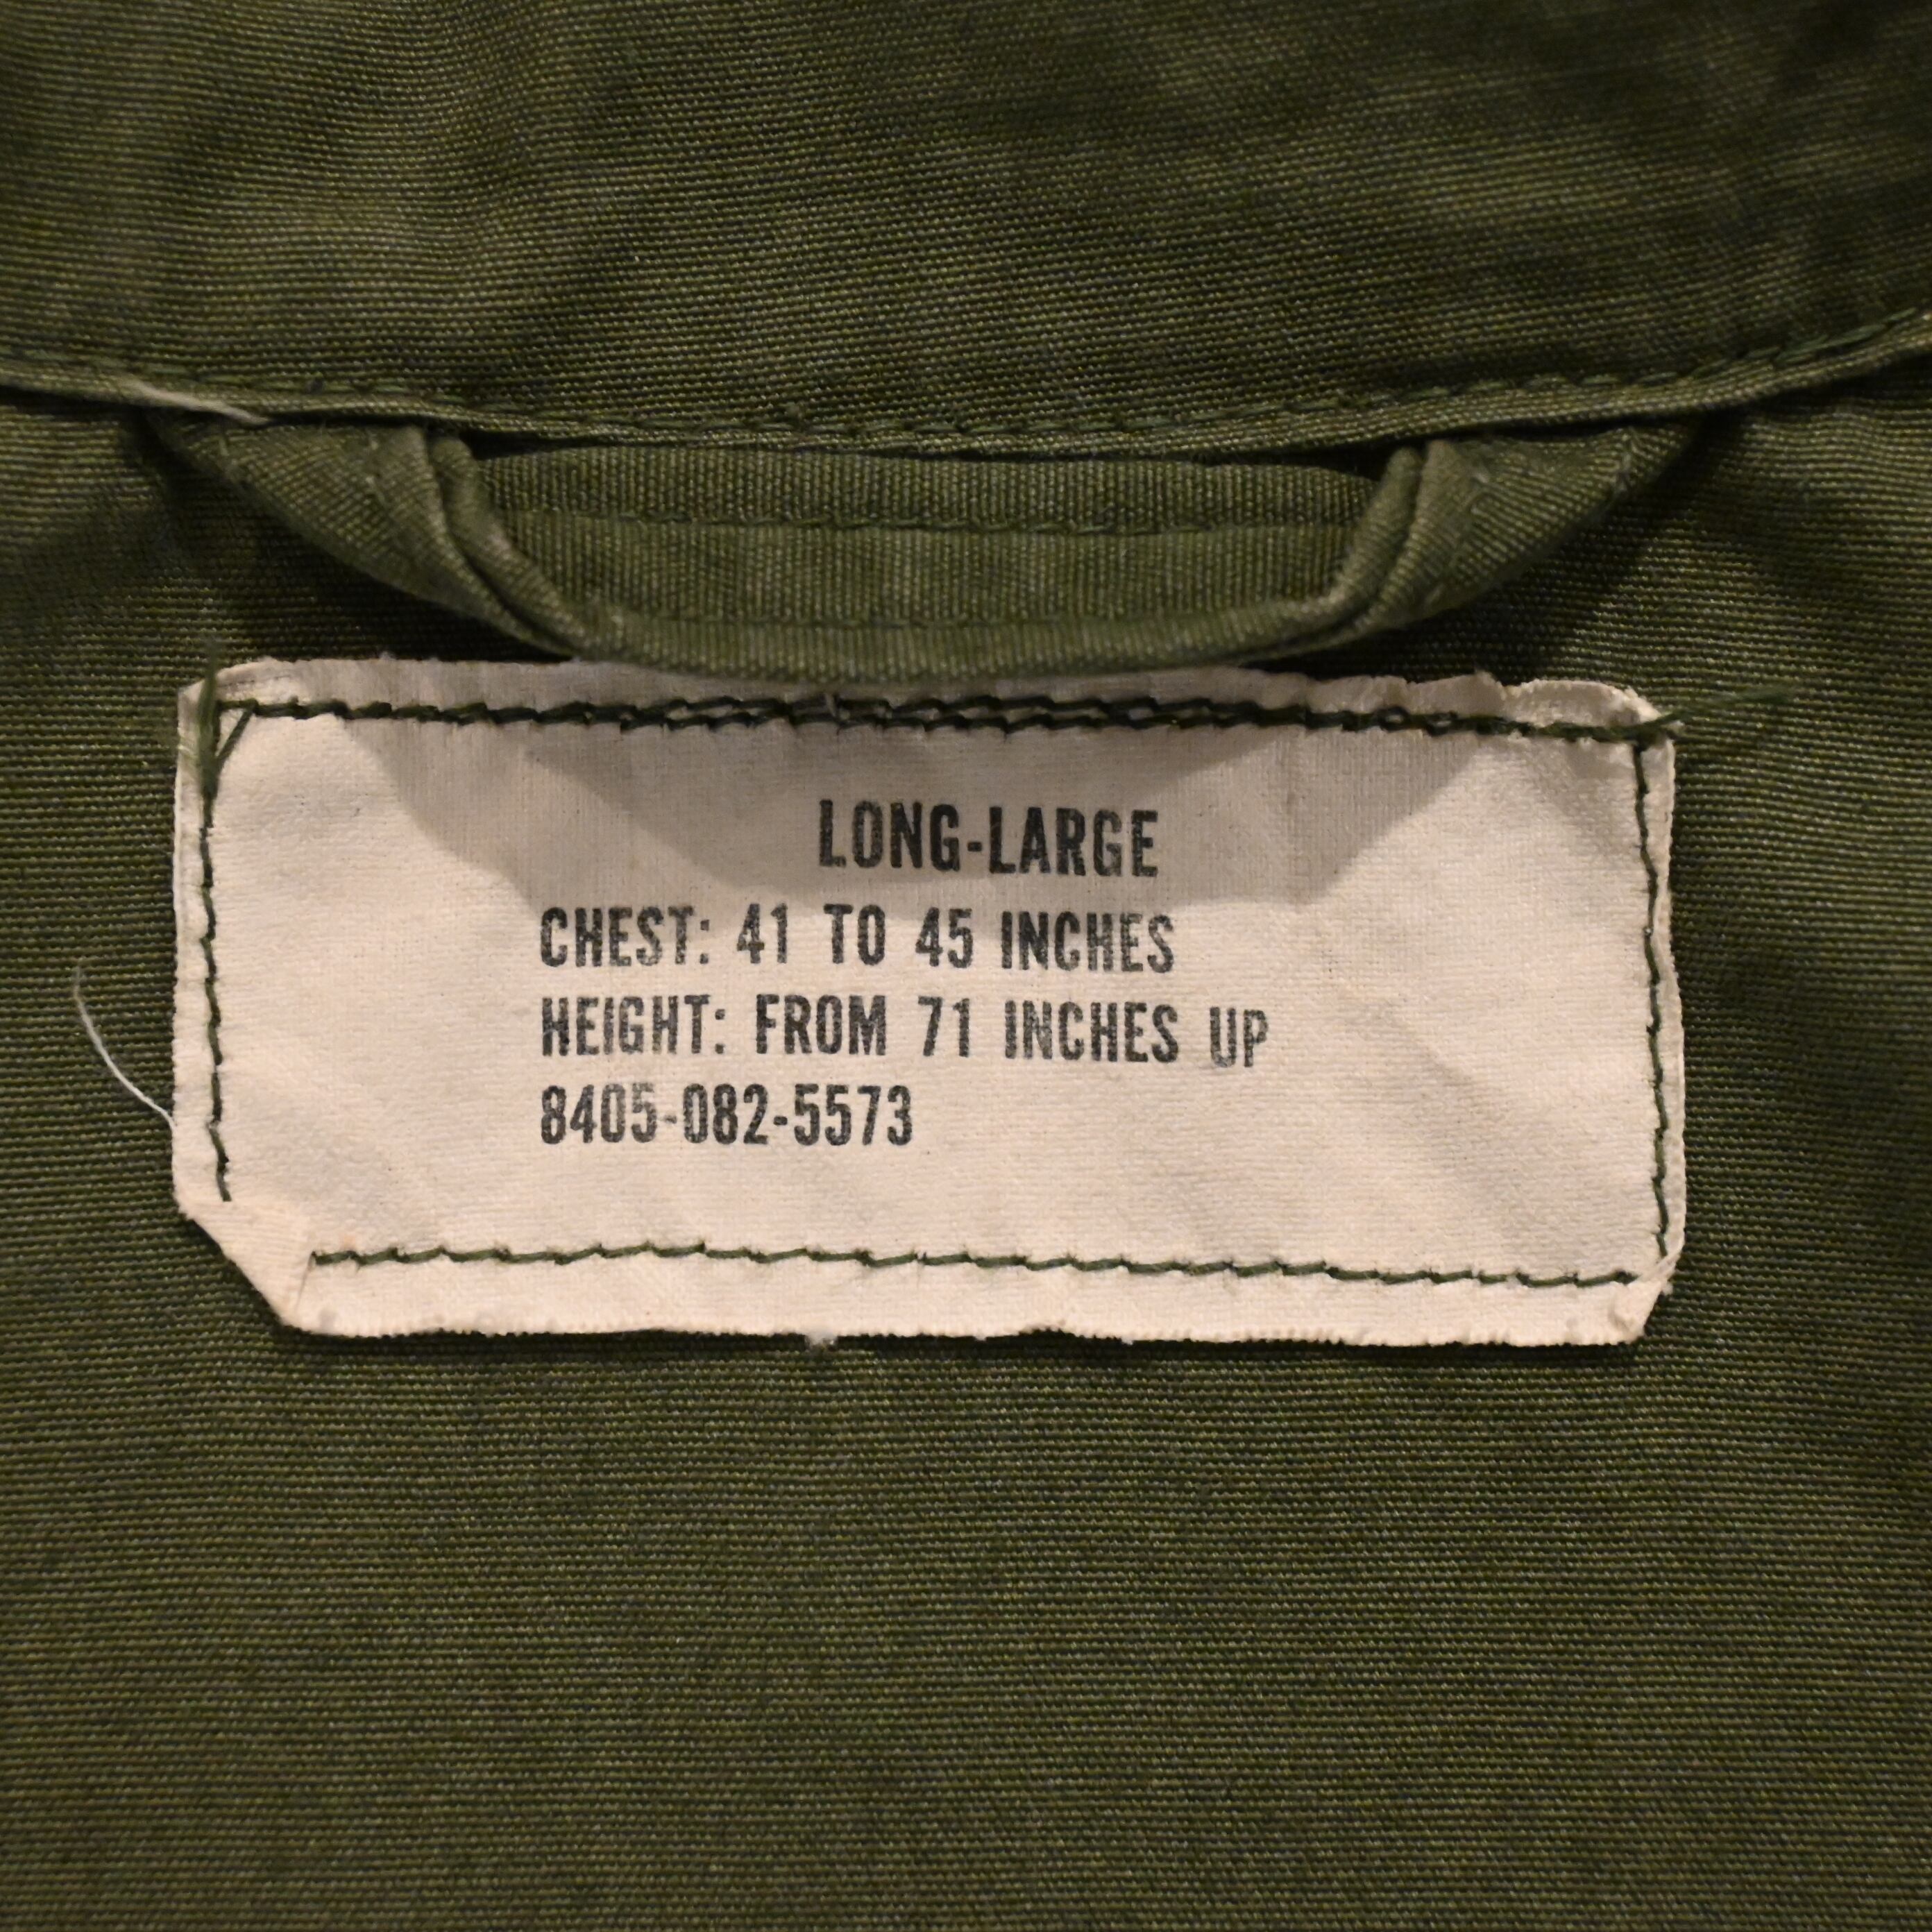 LONG-LARGE
CHEST: 41 TO 45 INCHES
HEIGHT: FROM 71 INCHES UP
8405-082-5573